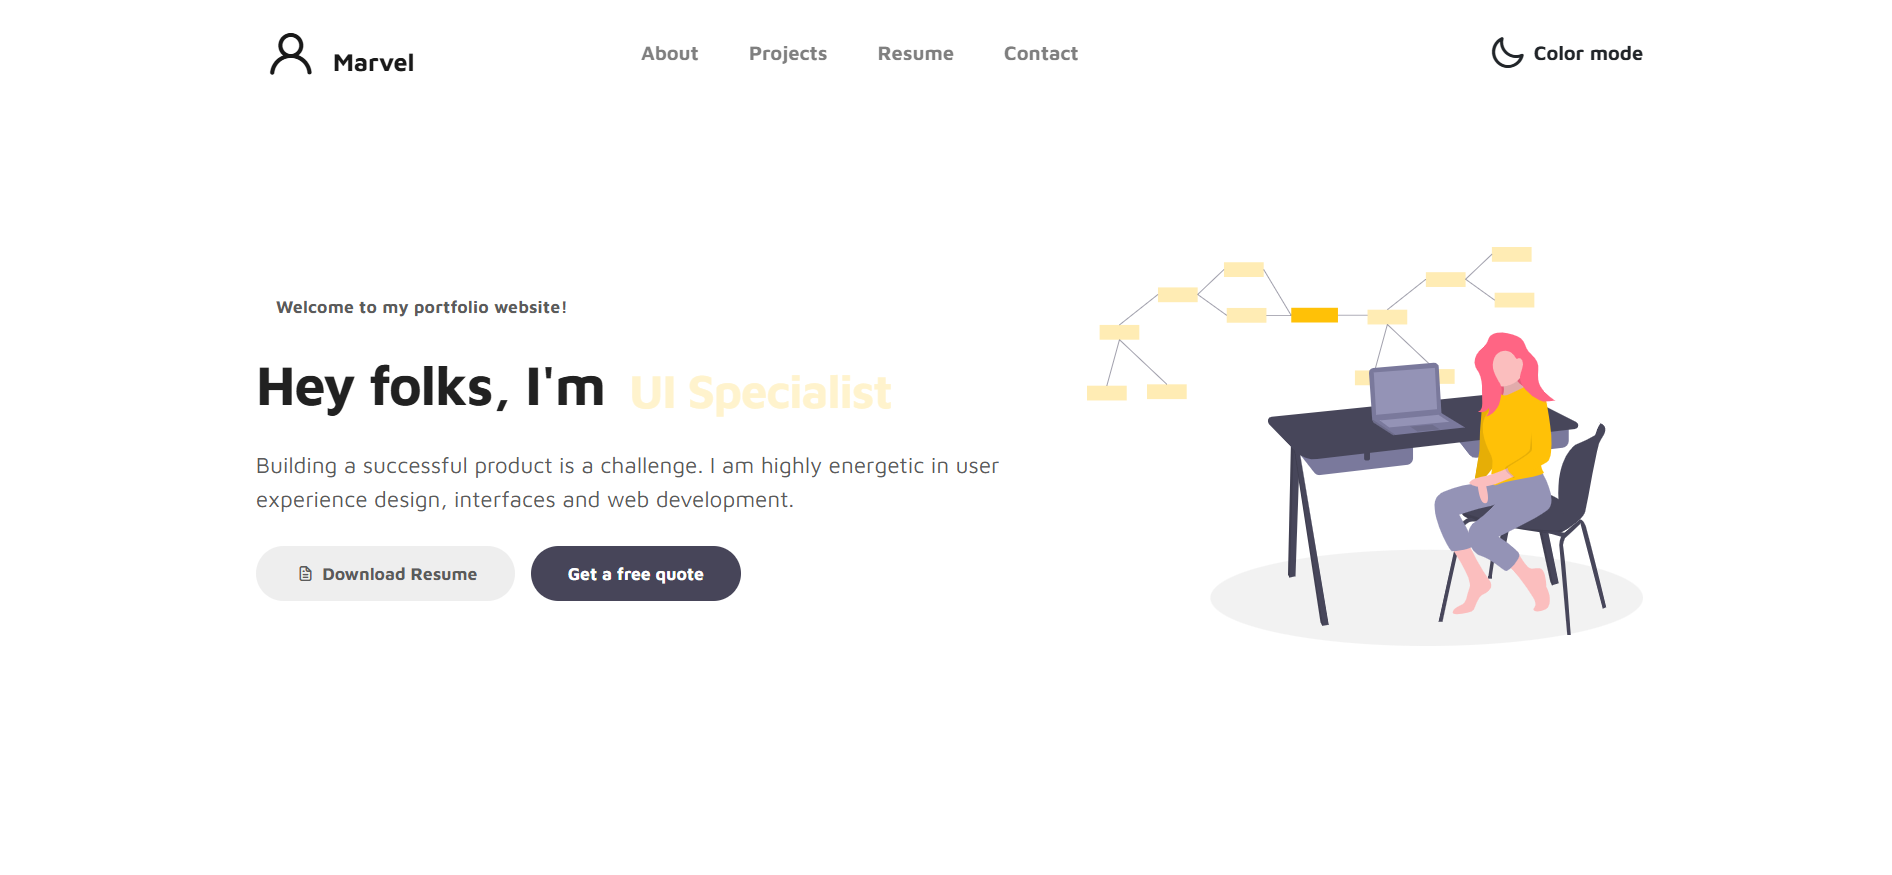 Marvel
About
Projects
Resume
Contact
Color mode
Welcome to my portfolio website!
Hey folks, I'm UI Specialist
Building a successful product is a challenge. I am highly energetic in user
experience design, interfaces and web development.
Download Resume
Get a free quote